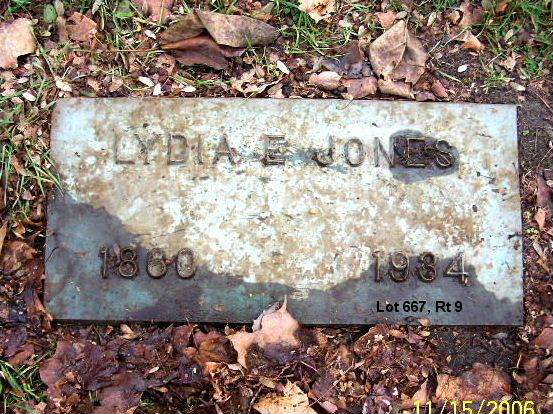 LYDIA E JONES
1860 1934
Lot 667, Rt 9
11/15/2006